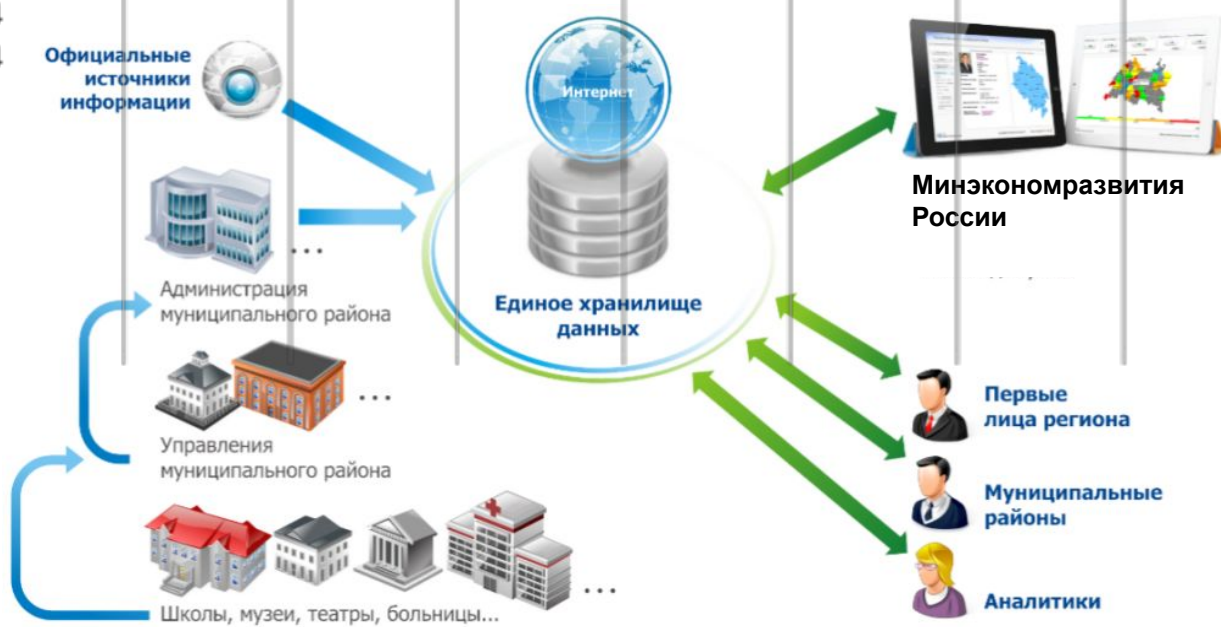 Официальные
источники
информации
Интернет
Минэкономразвития
России
Администрация
муниципального района
Единое хранилище
данных
Управления
муниципального района
Первые
лица региона
Муниципальные
районы
Аналитики
Школы, музеи, театры, больницы...